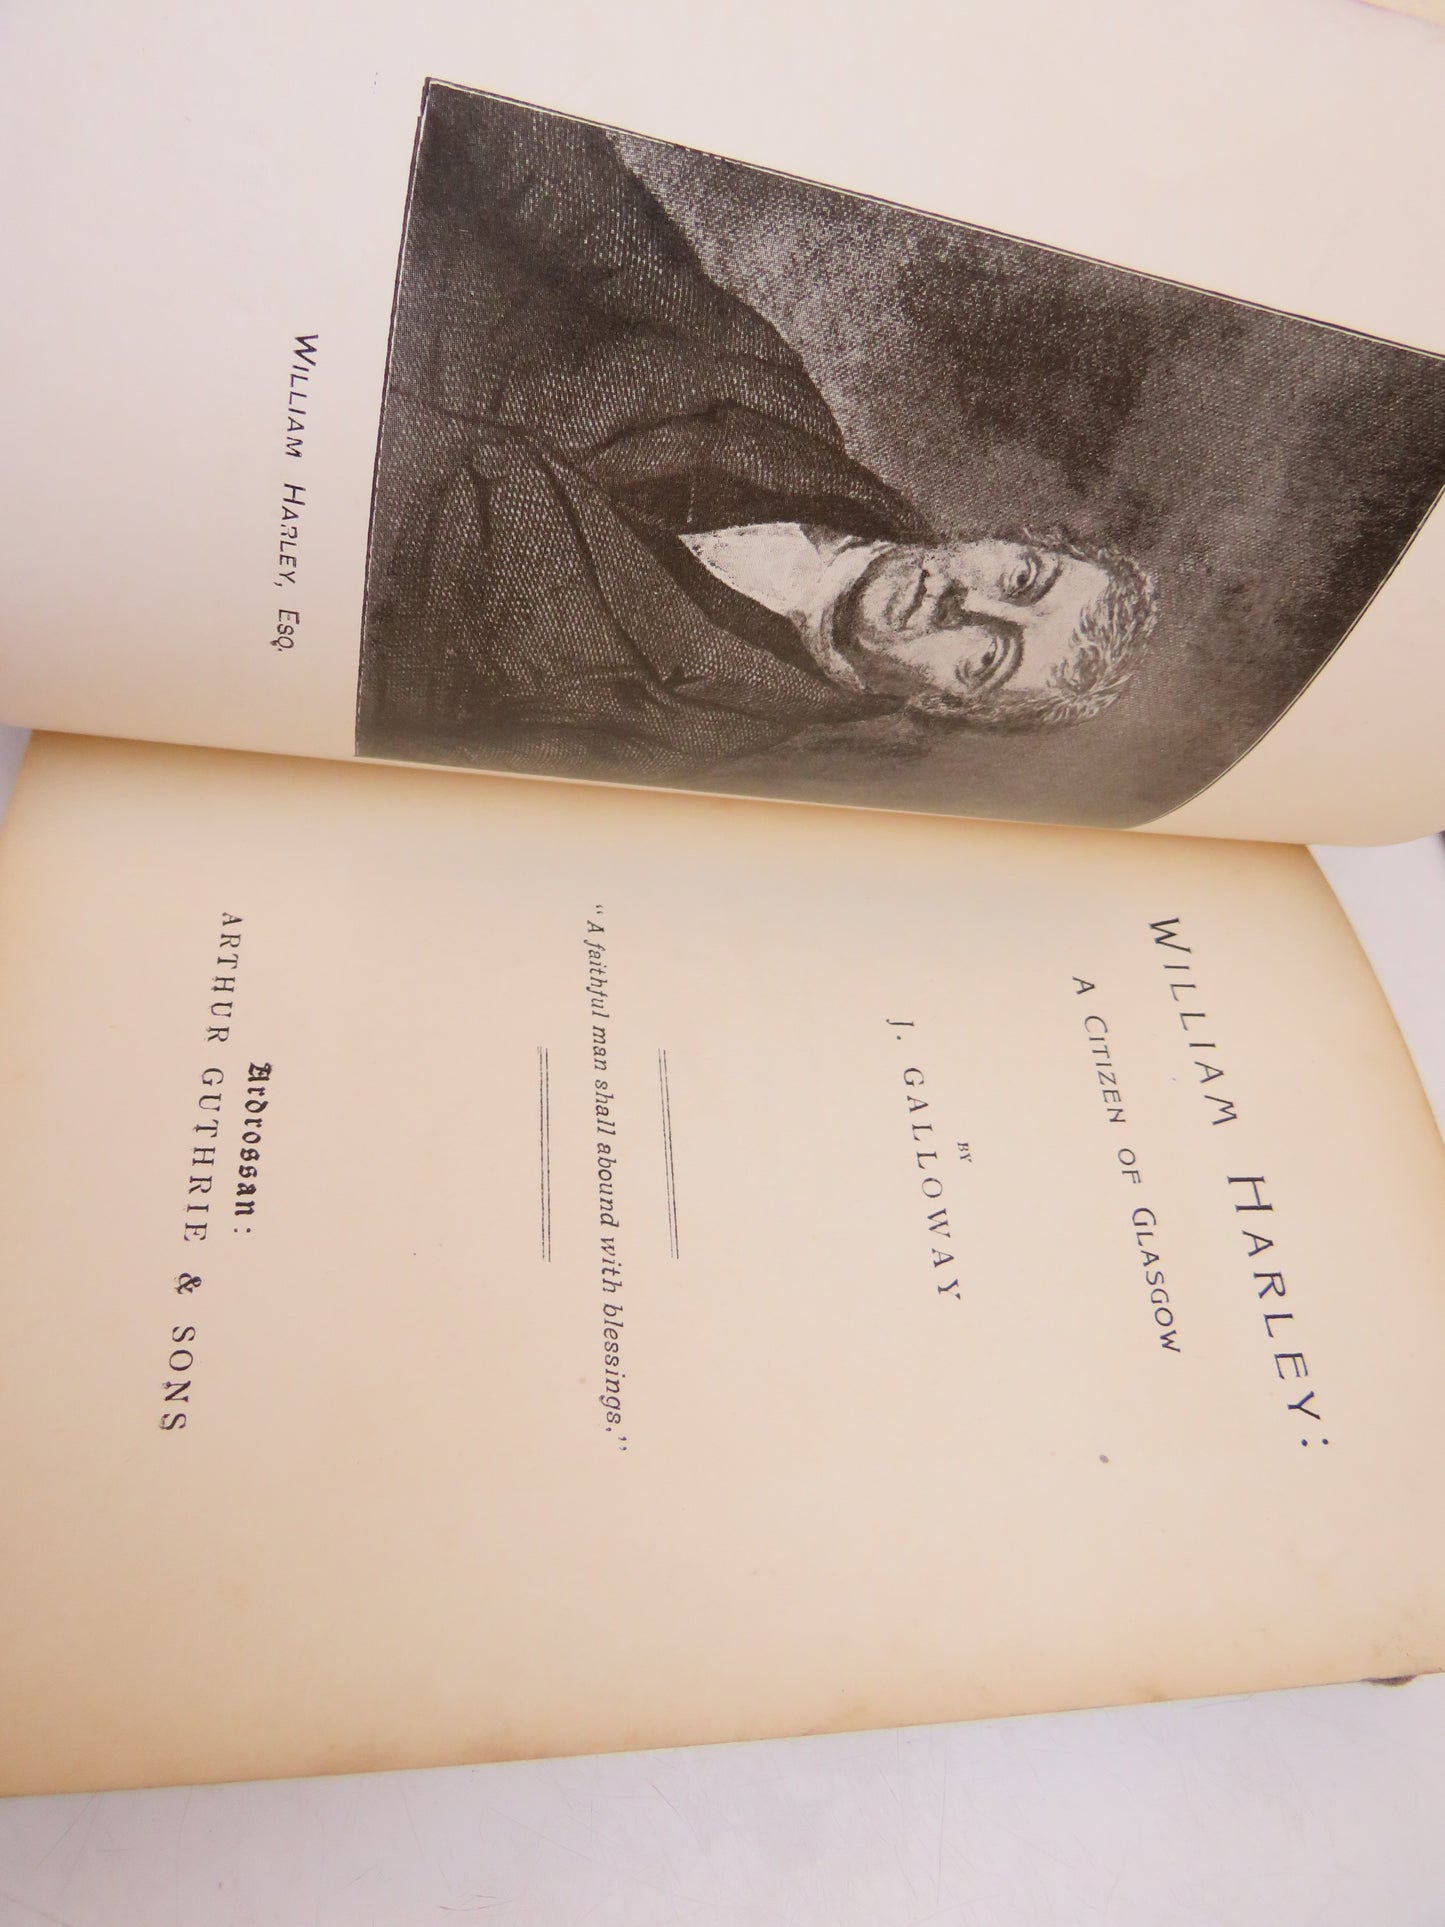 WILLIAM HARLEY, ESQ.
WILLIAM HARLEY:
A CITIZEN OF GLASGOW
BY
J. GALLOWAY
"A faithful man shall abound with blessings,"
Ardrossan:
ARTHUR GUTHRIE & SONS